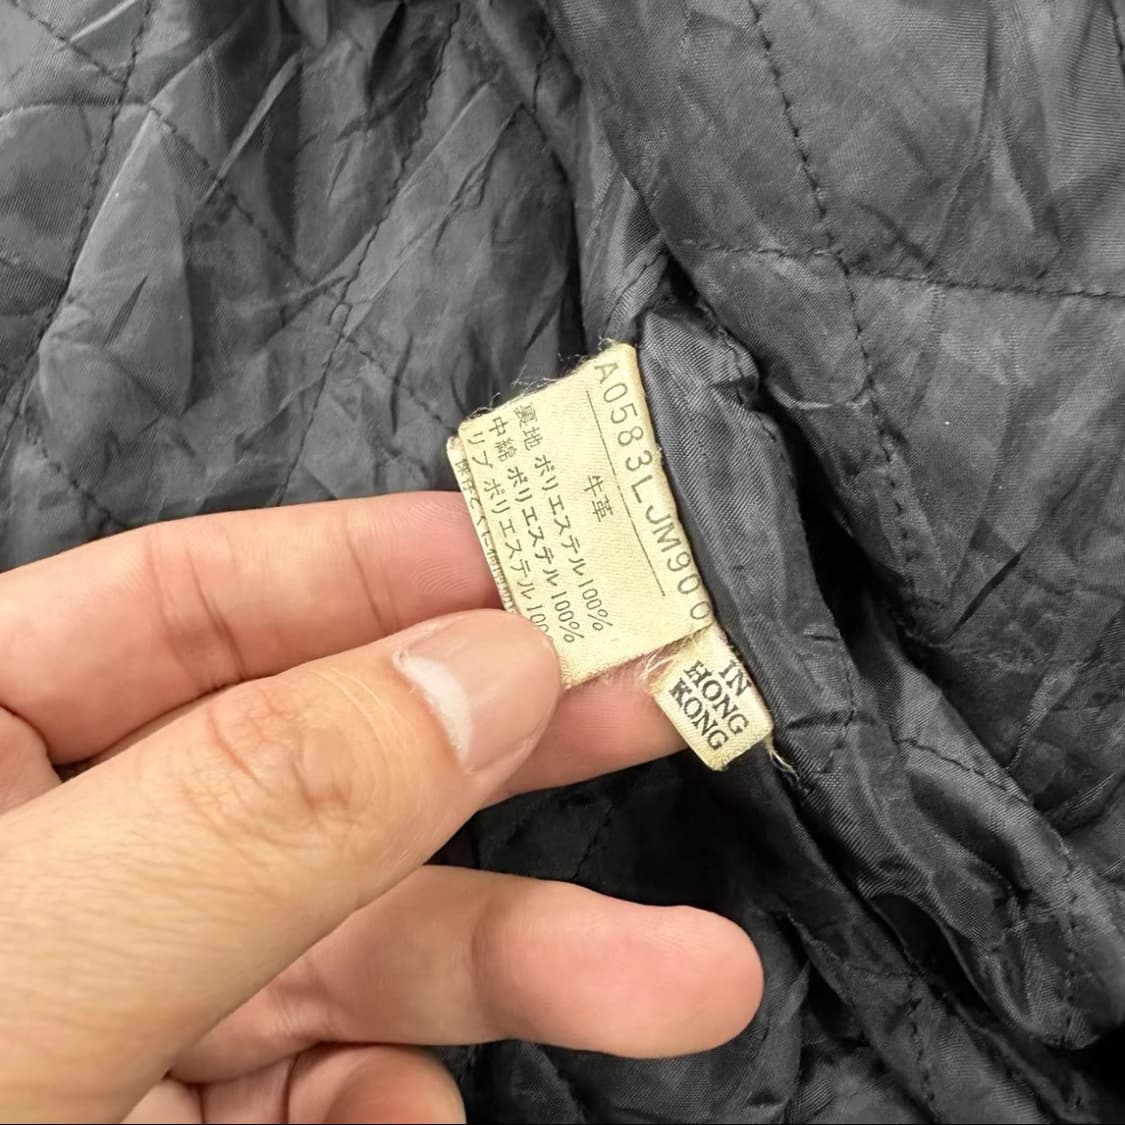 A0583L JM900
牛革
裏地 ポリエステル100%
中綿 ポリエステル100%
リブ ポリエステル100
IN
HONG
KONG